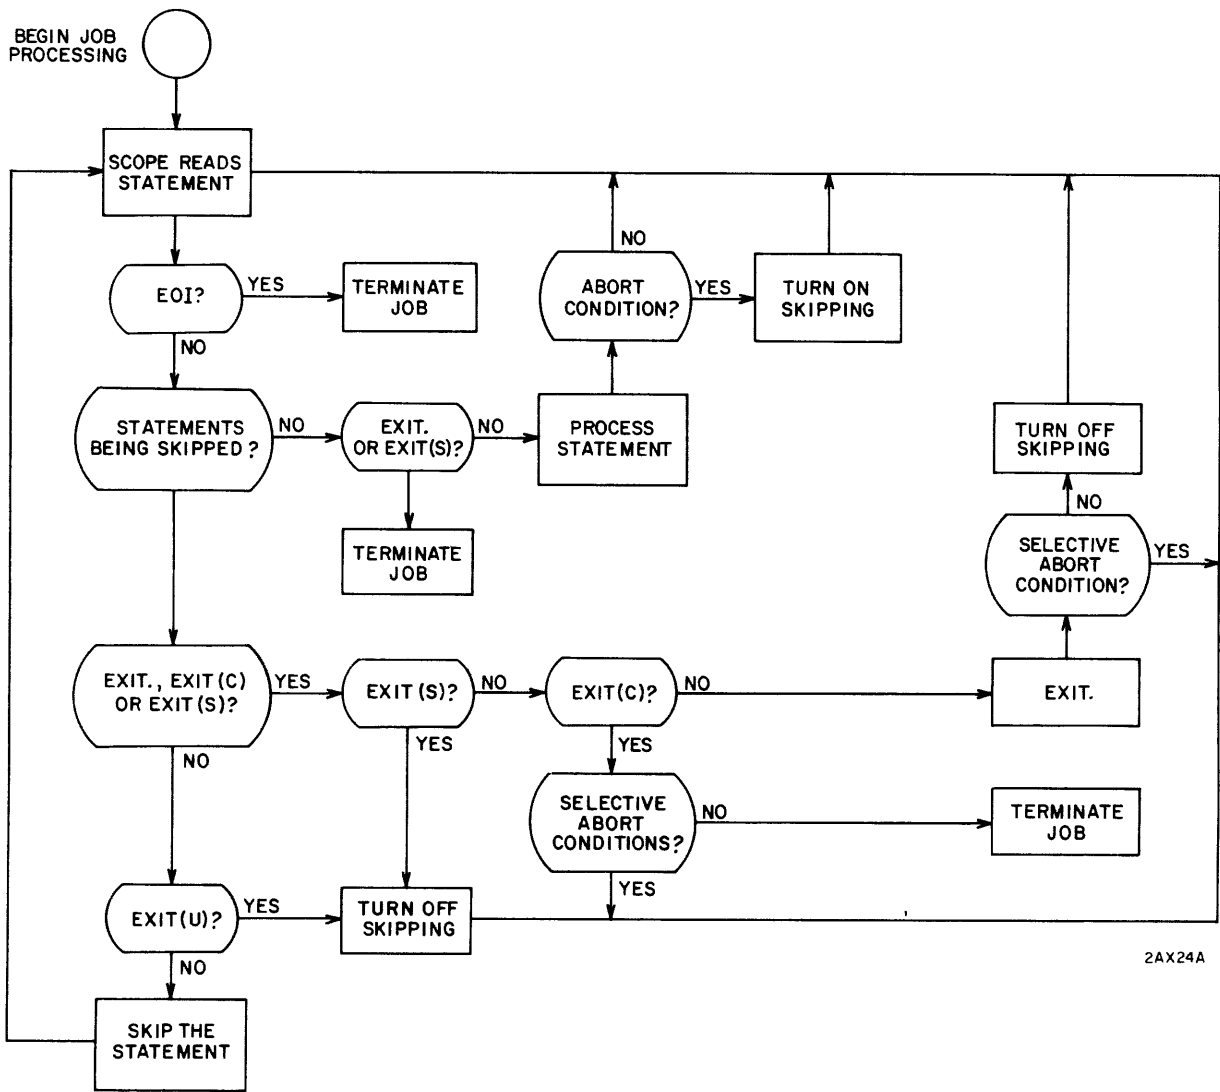 BEGIN JOB
PROCESSING
SCOPE READS
STATEMENT
NO
ABORT
CONDITION?
YES
TURN ON
SKIPPING
EOI?
YES
TERMINATE
JOB
NO
STATEMENTS
BEING SKIPPED?
NO
EXIT.
OR EXIT(S)?
NO
PROCESS
STATEMENT
TURN OFF
SKIPPING
NO
TERMINATE
JOB
SELECTIVE
ABORT
CONDITION?
YES
EXIT., EXIT(C)
OR EXIT(S)?
YES
EXIT(S)?
NO
EXIT(C)?
NO
EXIT.
NO
YES
YES
SELECTIVE
ABORT
CONDITIONS?
NO
TERMINATE
JOB
YES
EXIT(U)?
YES
TURN OFF
SKIPPING
NO
2AX24A
SKIP THE
STATEMENT